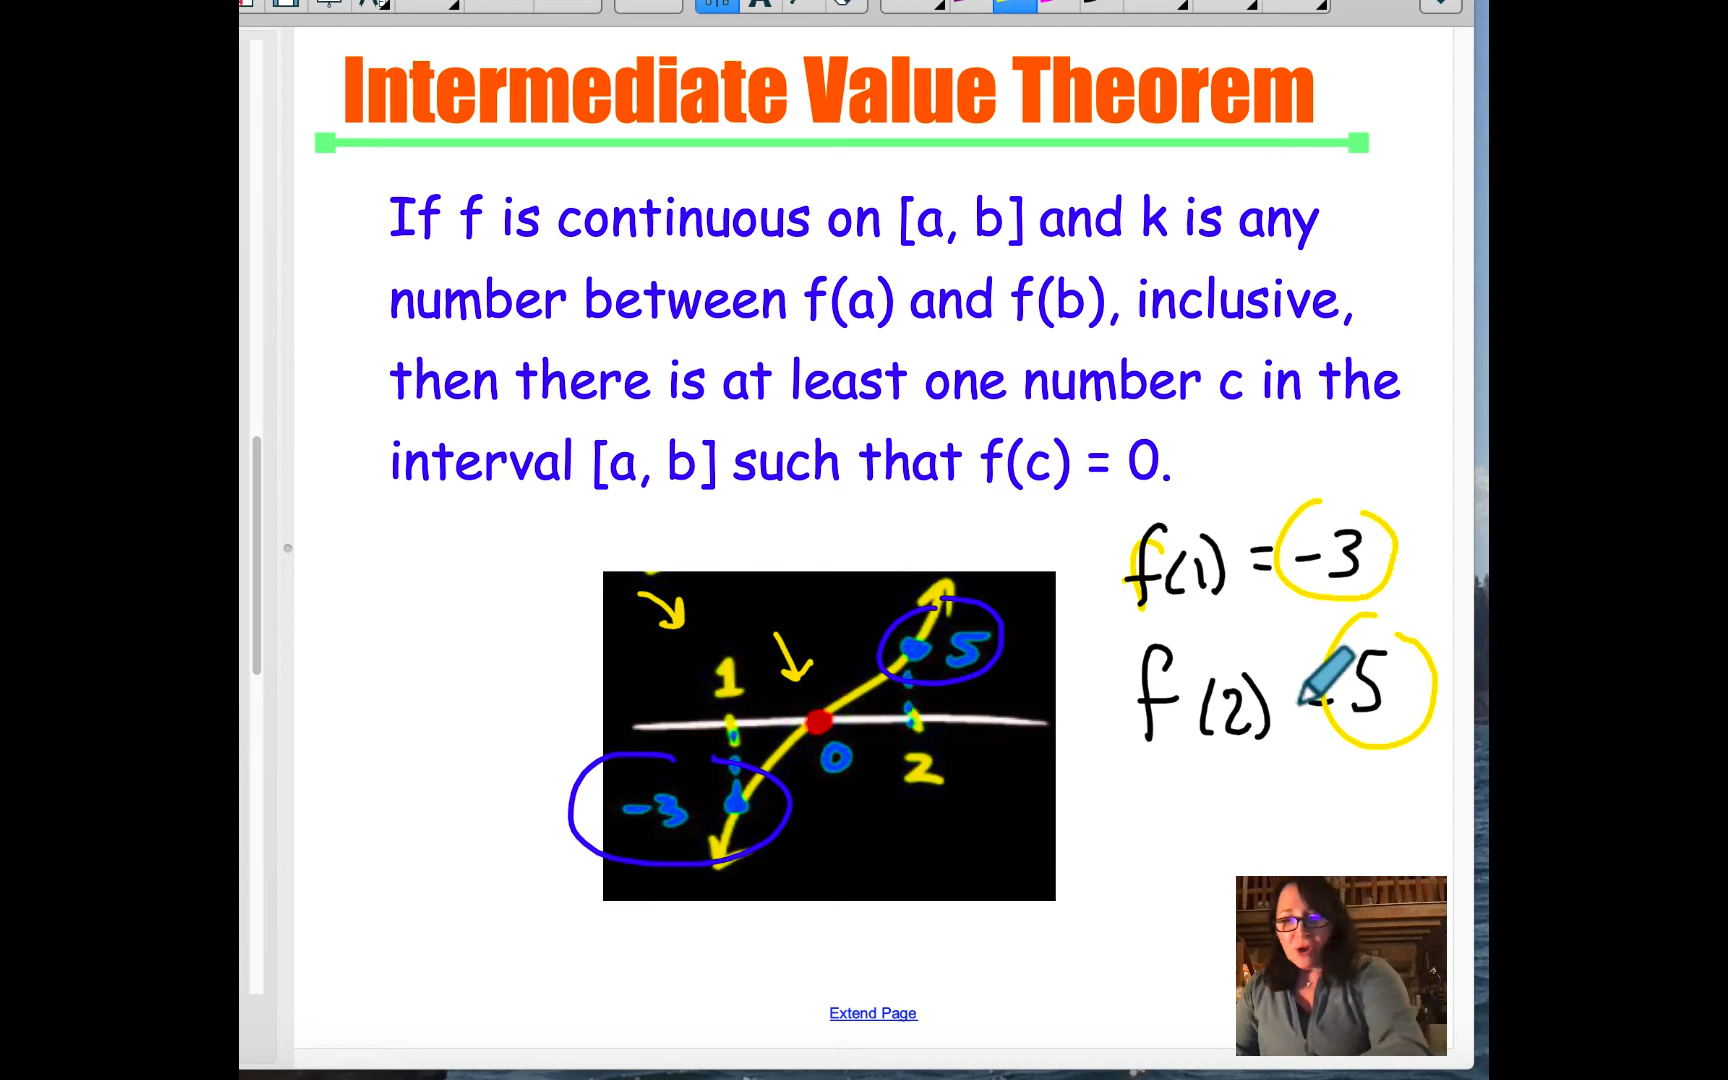 Intermediate Value Theorem
If f is continuous on [a, b] and k is any
number between f(a) and f(b), inclusive,
then there is at least one number c in the
interval [a, b] such that f(c) = 0.
f(1) = -3
f(2) = 5
5
1
0
2
-3
Extend Page